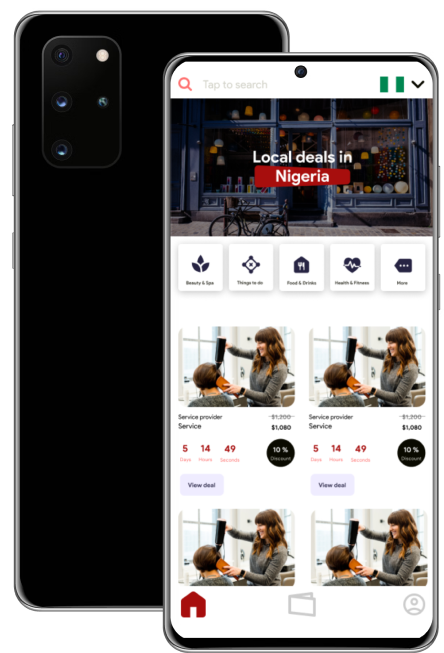 Tap to search
Local deals in
Nigeria
Beauty & Spa
Things to do
Food & Drinks
Health & Fitness
More
Service provider $1,200
Service $1,080
5 14 49
Days Hours Seconds
10 %
Discount
View deal
Service provider $1,200
Service $1,080
5 14 49
Days Hours Seconds
10 %
Discount
View deal